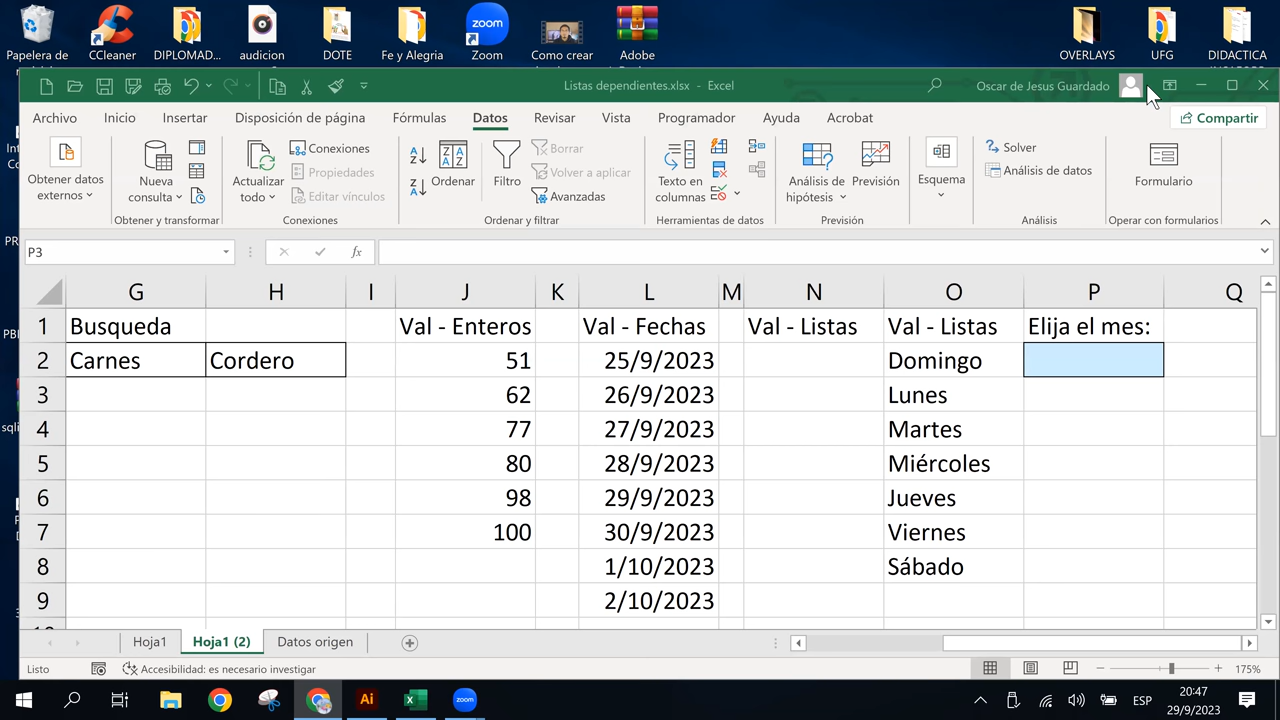 Papelera de
CCleaner
DIPLOMAD...
audicion
DOTE
Fe y Alegria
Zoom
Como crear
Adobe
OVERLAYS
UFG
DIDACTICA
zoom
Listas dependientes.xlsx - Excel
Oscar de Jesus Guardado
Archivo Inicio Insertar Disposición de página Fórmulas Datos Revisar Vista Programador Ayuda Acrobat Compartir
Obtener datos externos
Nueva consulta
Obtener y transformar
Actualizar todo
Conexiones
Propiedades
Editar vínculos
Conexiones
Ordenar
Filtro
Borrar
Volver a aplicar
Avanzadas
Ordenar y filtrar
Texto en columnas
Herramientas de datos
Análisis de hipótesis
Previsión
Previsión
Esquema
Solver
Análisis de datos
Análisis
Formulario
Operar con formularios
P3 fx
G H I J K L M N O P Q
1 Busqueda Val - Enteros Val - Fechas Val - Listas Val - Listas Elija el mes:
2 Carnes Cordero 51 25/9/2023 Domingo
3 62 26/9/2023 Lunes
4 77 27/9/2023 Martes
5 80 28/9/2023 Miércoles
6 98 29/9/2023 Jueves
7 100 30/9/2023 Viernes
8 1/10/2023 Sábado
9 2/10/2023
Hoja1 Hoja1 (2) Datos origen
Listo Accesibilidad: es necesario investigar 175%
Ai zoom ESP 20:47
29/9/2023